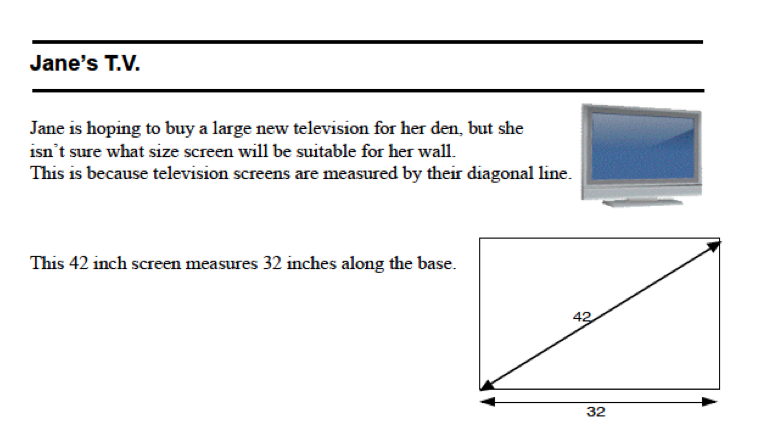 Jane's T.V.
Jane is hoping to buy a large new television for her den, but she
isn't sure what size screen will be suitable for her wall.
This is because television screens are measured by their diagonal line.
This 42 inch screen measures 32 inches along the base.
42
32